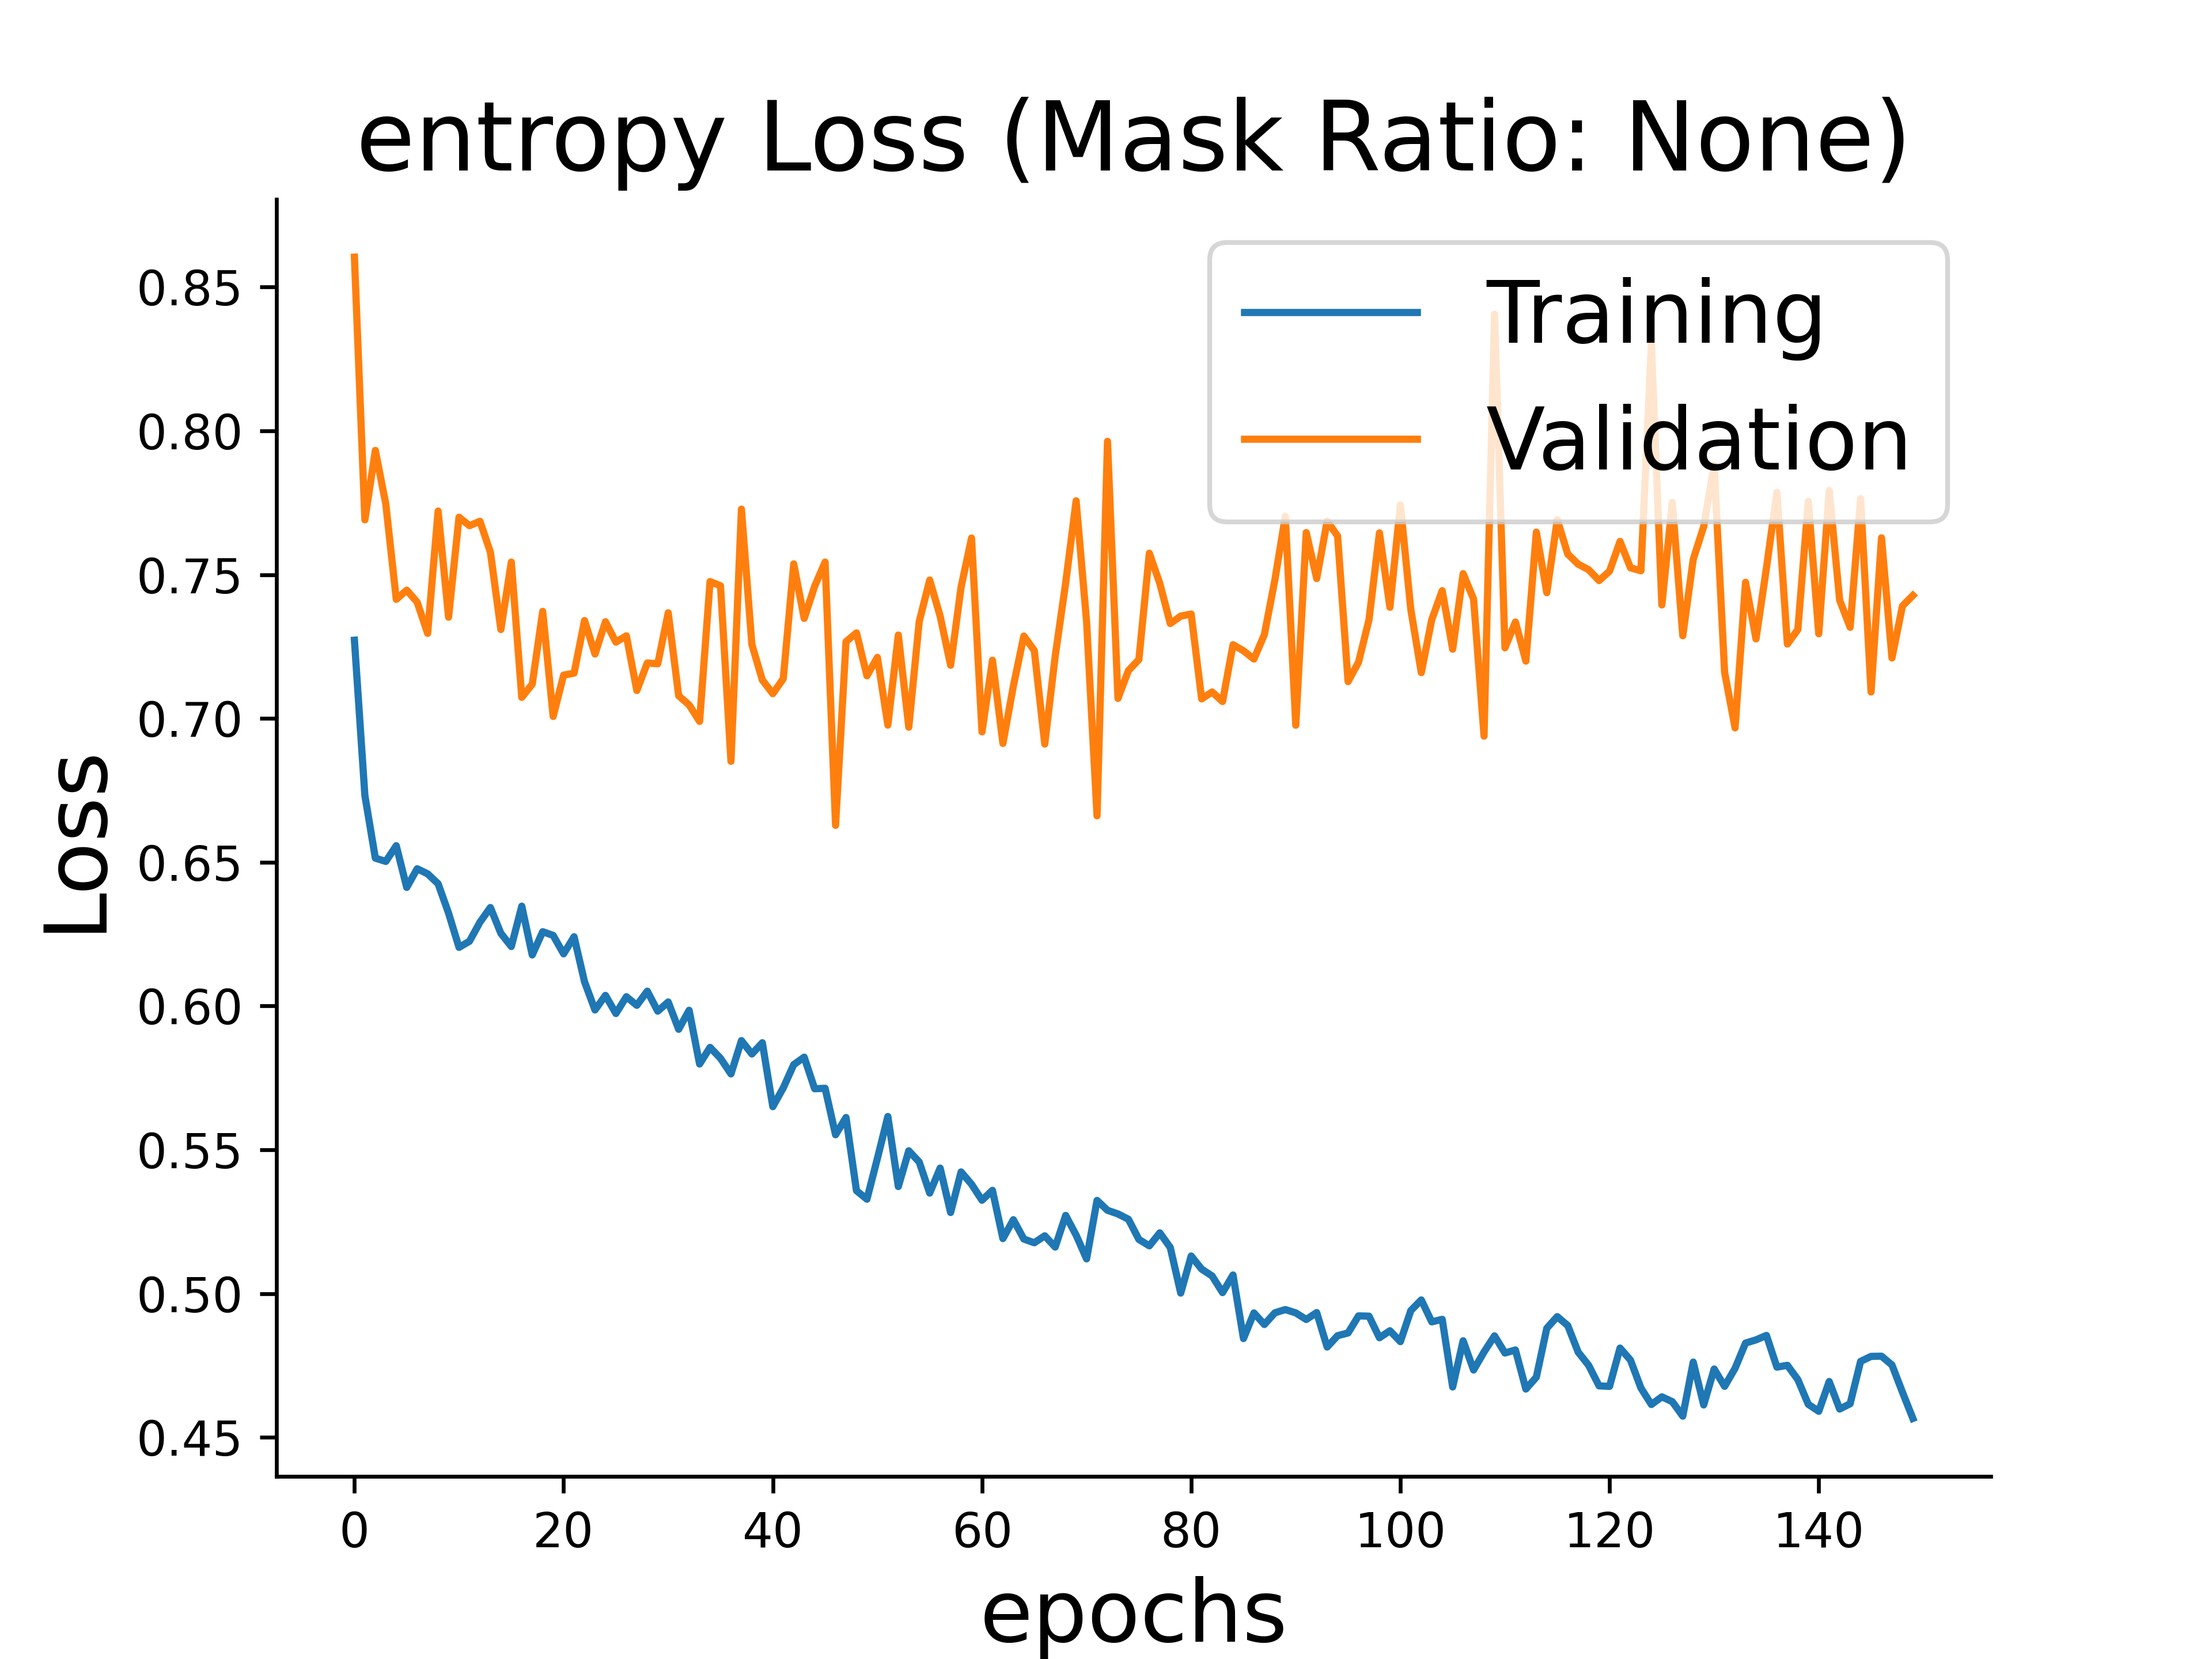 entropy Loss (Mask Ratio: None)
Training
Validation
0.85
0.80
0.75
0.70
0.65
0.60
0.55
0.50
0.45
Loss
0 20 40 60 80 100 120 140
epochs